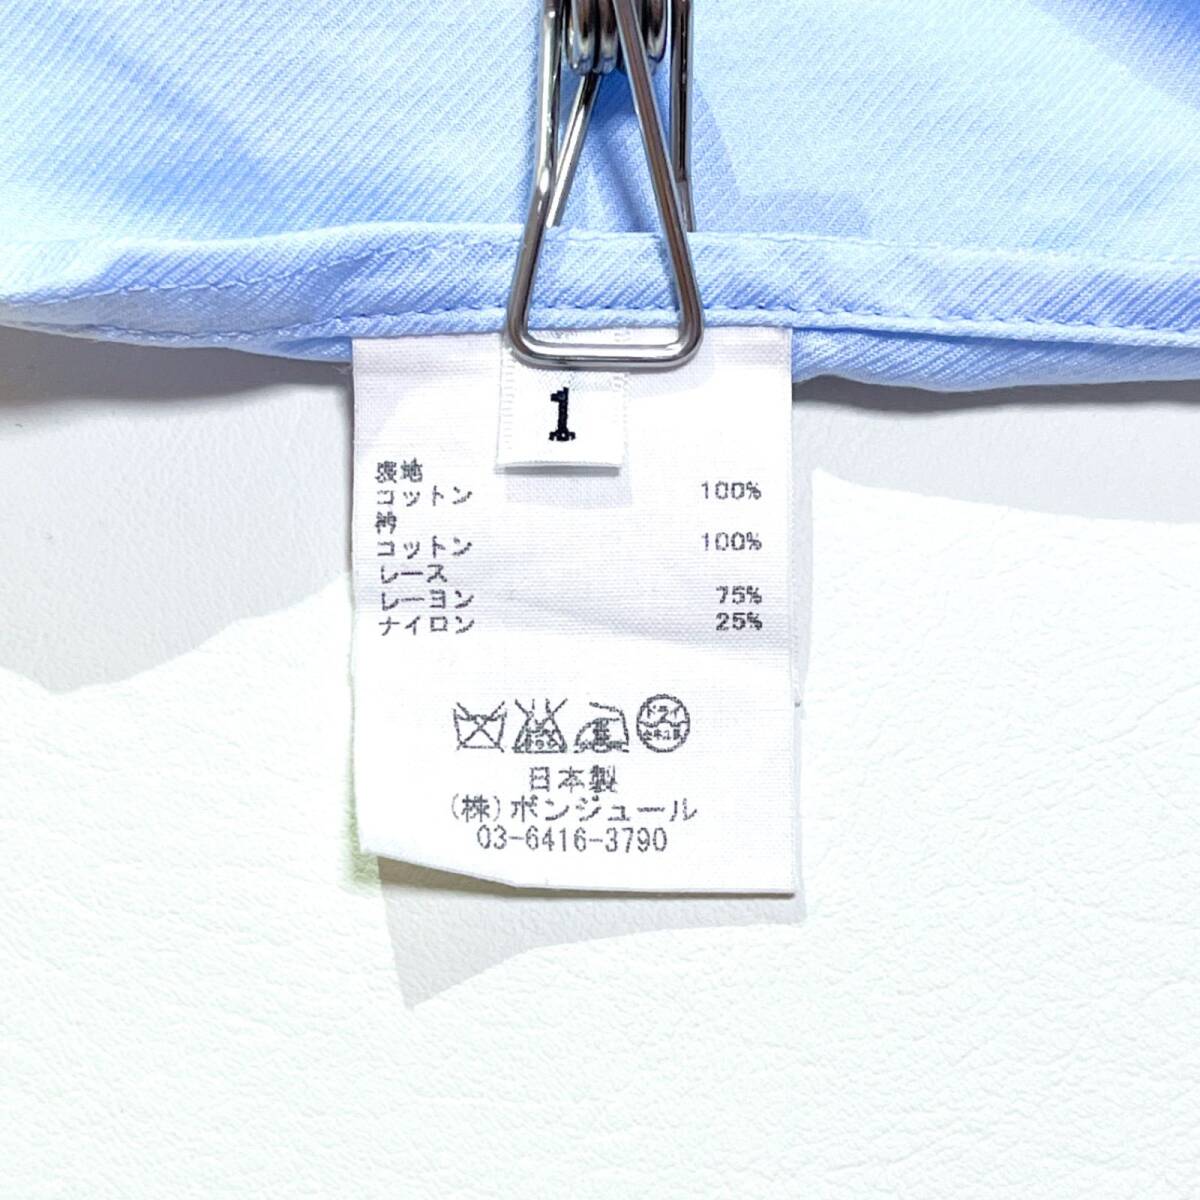 1
表地
コットン 100%
衿
コットン 100%
レース
レーヨン 75%
ナイロン 25%
ドライ
日本製
(株)ボンジュール
03-6416-3790